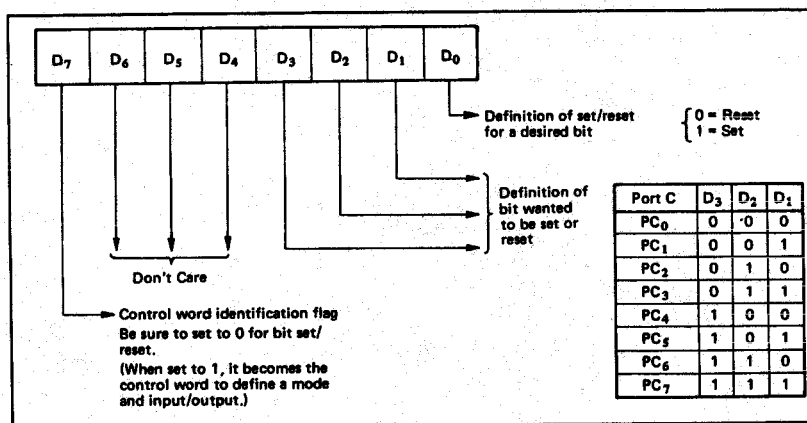 D7 D6 D5 D4 D3 D2 D1 D0
Definition of set/reset
for a desired bit
0 = Reset
1 = Set
Definition of
bit wanted
to be set or
reset
Don't Care
Control word identification flag
Be sure to set to 0 for bit set/
reset.
(When set to 1, it becomes the
control word to define a mode
and input/output.)
Port C D3 D2 D1
PC0 0 0 0
PC1 0 0 1
PC2 0 1 0
PC3 0 1 1
PC4 1 0 0
PC5 1 0 1
PC6 1 1 0
PC7 1 1 1